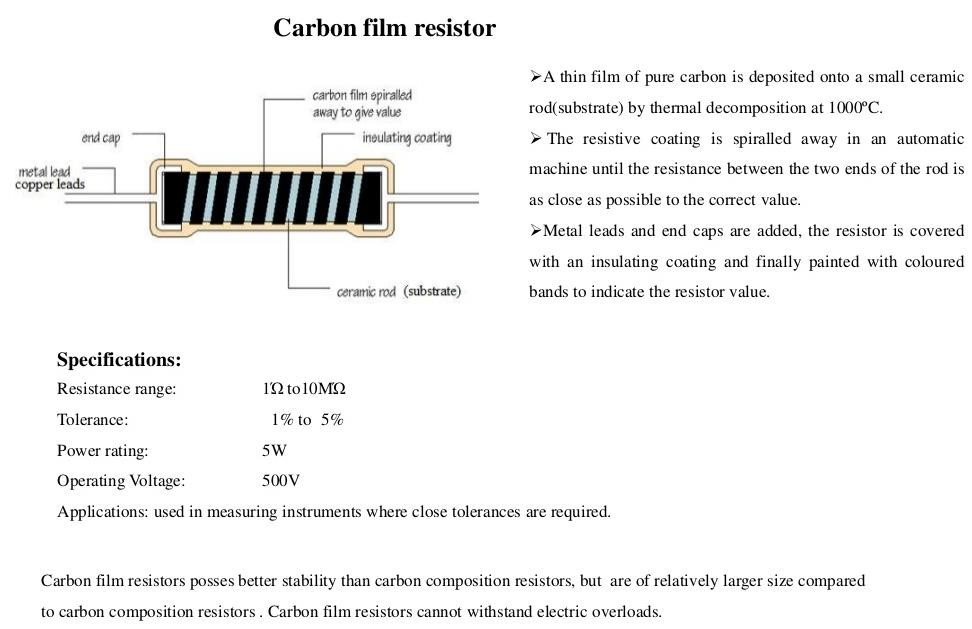 Carbon film resistor
carbon film spiralled
away to give value
end cap
insulating coating
metal lead
copper leads
ceramic rod (substrate)
➢A thin film of pure carbon is deposited onto a small ceramic
rod(substrate) by thermal decomposition at 1000ºC.
➢ The resistive coating is spiralled away in an automatic
machine until the resistance between the two ends of the rod is
as close as possible to the correct value.
➢Metal leads and end caps are added, the resistor is covered
with an insulating coating and finally painted with coloured
bands to indicate the resistor value.
Specifications:
Resistance range: 1Ώ to10MΏ
Tolerance: 1% to 5%
Power rating: 5W
Operating Voltage: 500V
Applications: used in measuring instruments where close tolerances are required.
Carbon film resistors posses better stability than carbon composition resistors, but are of relatively larger size compared
to carbon composition resistors . Carbon film resistors cannot withstand electric overloads.